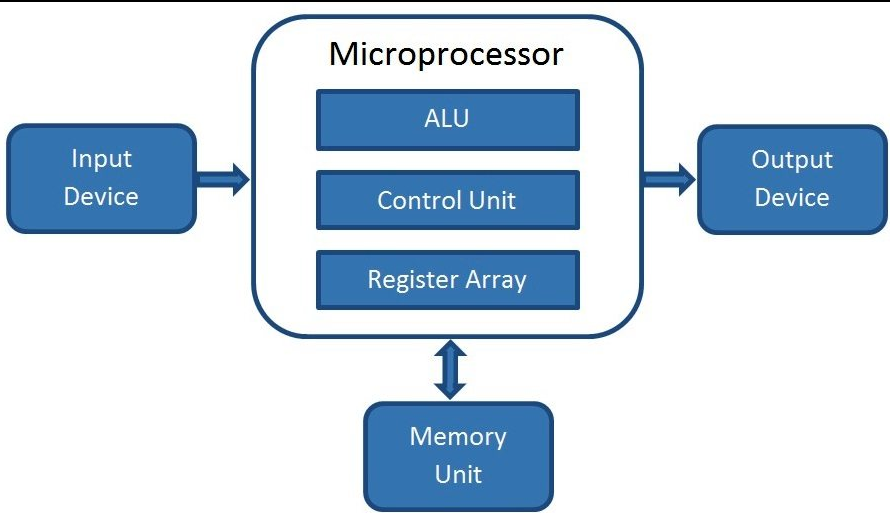 Microprocessor
ALU
Input
Device
Control Unit
Output
Device
Register Array
Memory
Unit